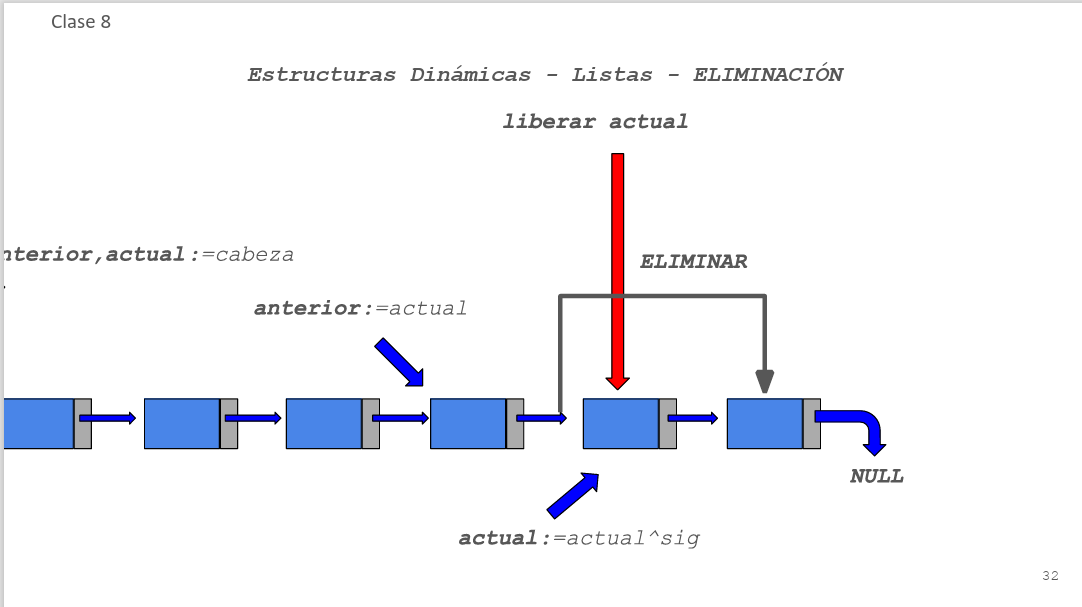 Clase 8
Estructuras Dinámicas - Listas - ELIMINACIÓN
liberar actual
nterior,actual:=cabeza
ELIMINAR
anterior:=actual
NULL
actual:=actual^sig
32